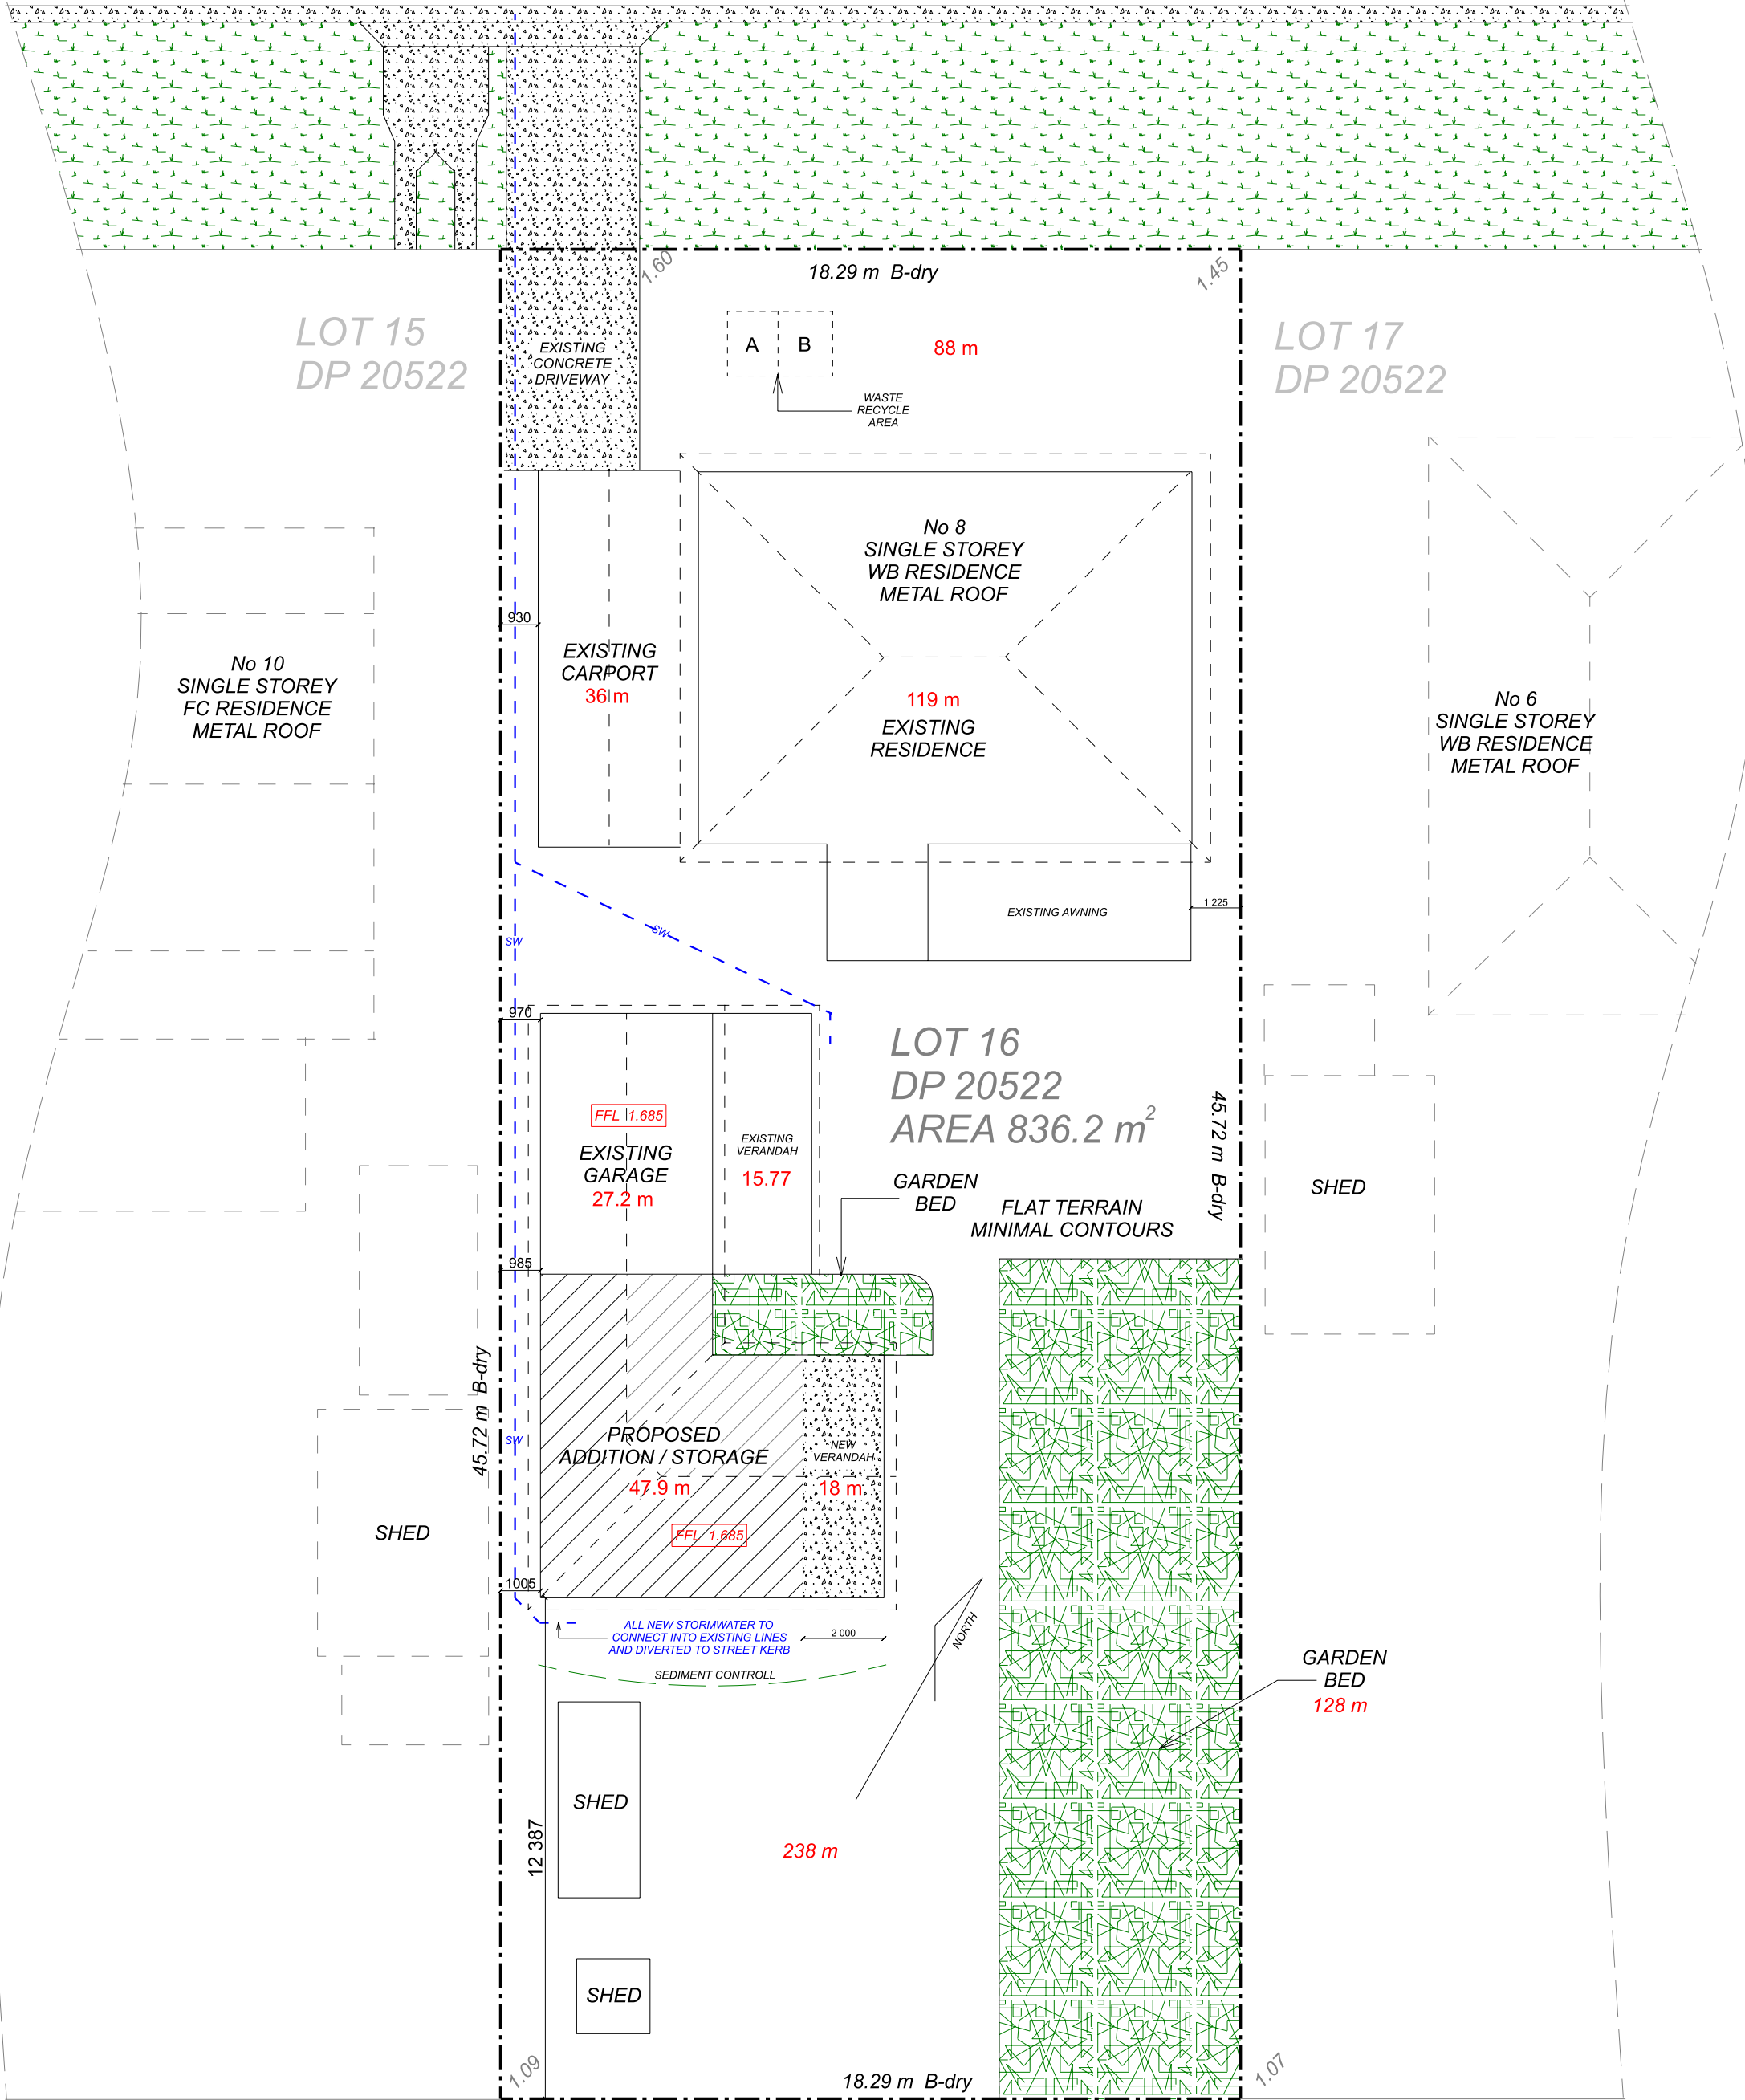 1.60
18.29 m B-dry
1.45
LOT 15
DP 20522
EXISTING
CONCRETE
DRIVEWAY
A
B
88 m
LOT 17
DP 20522
WASTE
RECYCLE
AREA
No 8
SINGLE STOREY
WB RESIDENCE
METAL ROOF
930
EXISTING
CARPORT
36 m
119 m
EXISTING
RESIDENCE
No 10
SINGLE STOREY
FC RESIDENCE
METAL ROOF
No 6
SINGLE STOREY
WB RESIDENCE
METAL ROOF
EXISTING AWNING
1 225
SW
SW
970
LOT 16
DP 20522
AREA 836.2 m2
45.72 m B-dry
FFL 1.685
EXISTING
GARAGE
27.2 m
EXISTING
VERANDAH
15.77
GARDEN
BED
FLAT TERRAIN
MINIMAL CONTOURS
SHED
985
45.72 m B-dry
SW
PROPOSED
ADDITION / STORAGE
47.9 m
NEW
VERANDAH
18 m
FFL 1.685
SHED
1005
ALL NEW STORMWATER TO
CONNECT INTO EXISTING LINES
AND DIVERTED TO STREET KERB
2 000
NORTH
SEDIMENT CONTROLL
GARDEN
BED
128 m
SHED
12 387
238 m
SHED
1.09
18.29 m B-dry
1.07